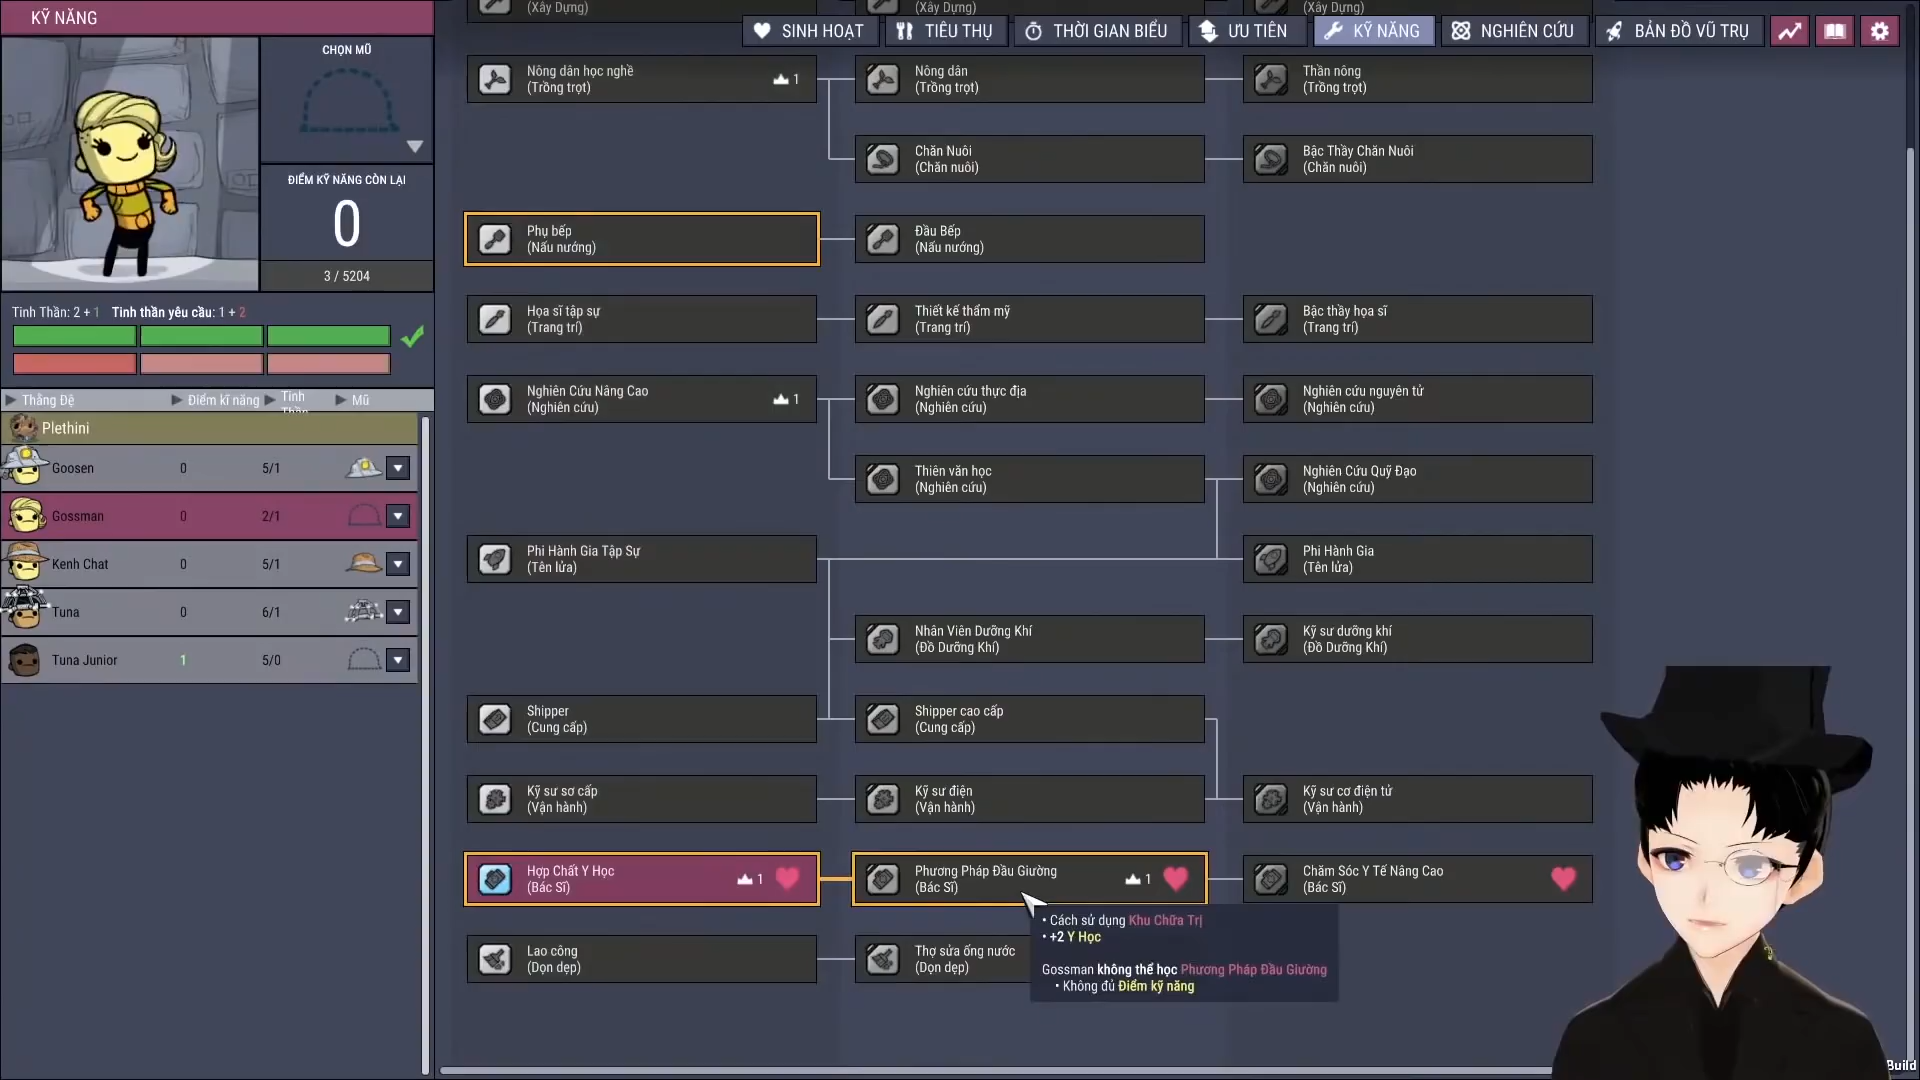 KỸ NĂNG
(Xây Dựng)
(Xây Dựng)
(Xây Dựng)
SINH HOẠT
TIÊU THỤ
THỜI GIAN BIỂU
ƯU TIÊN
KỸ NĂNG
NGHIÊN CỨU
BẢN ĐỒ VŨ TRỤ
CHỌN MŨ
ĐIỂM KỸ NĂNG CÒN LẠI
0
3 / 5204
Tinh Thần: 2 + 1 Tinh thần yêu cầu: 1 + 2
Thằng Đệ
Điểm kĩ năng
Tinh Thần
Mũ
Plethini
Goosen 0 5/1
Gossman 0 2/1
Kenh Chat 0 5/1
Tuna 0 6/1
Tuna Junior 1 5/0
Nông dân học nghề
(Trồng trọt)
1
Nông dân
(Trồng trọt)
Thần nông
(Trồng trọt)
Chăn Nuôi
(Chăn nuôi)
Bậc Thầy Chăn Nuôi
(Chăn nuôi)
Phụ bếp
(Nấu nướng)
Đầu Bếp
(Nấu nướng)
Họa sĩ tập sự
(Trang trí)
Thiết kế thẩm mỹ
(Trang trí)
Bậc thầy họa sĩ
(Trang trí)
Nghiên Cứu Nâng Cao
(Nghiên cứu)
1
Nghiên cứu thực địa
(Nghiên cứu)
Nghiên cứu nguyên tử
(Nghiên cứu)
Thiên văn học
(Nghiên cứu)
Nghiên Cứu Quỹ Đạo
(Nghiên cứu)
Phi Hành Gia Tập Sự
(Tên lửa)
Phi Hành Gia
(Tên lửa)
Nhân Viên Dưỡng Khí
(Đồ Dưỡng Khí)
Kỹ sư dưỡng khí
(Đồ Dưỡng Khí)
Shipper
(Cung cấp)
Shipper cao cấp
(Cung cấp)
Kỹ sư sơ cấp
(Vận hành)
Kỹ sư điện
(Vận hành)
Kỹ sư cơ điện tử
(Vận hành)
Hợp Chất Y Học
(Bác Sĩ)
1
Phương Pháp Đầu Giường
(Bác Sĩ)
1
Chăm Sóc Y Tế Nâng Cao
(Bác Sĩ)
Lao công
(Dọn dẹp)
Thợ sửa ống nước
(Dọn dẹp)
• Cách sử dụng Khu Chữa Trị
• +2 Y Học
Gossman không thể học Phương Pháp Đầu Giường
• Không đủ Điểm kỹ năng
Build